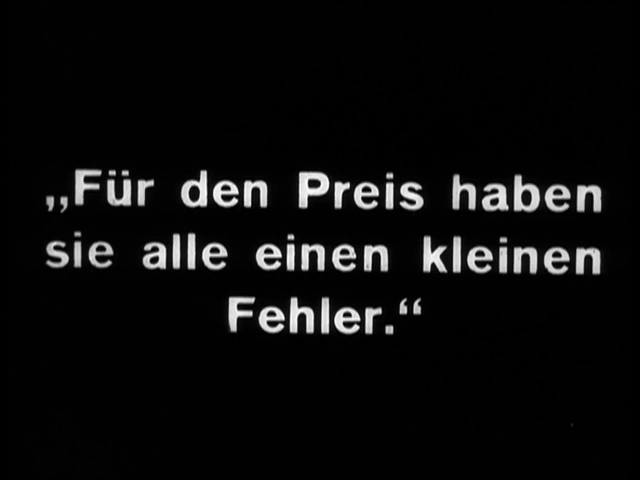 „Für den Preis haben
sie alle einen kleinen
Fehler.“